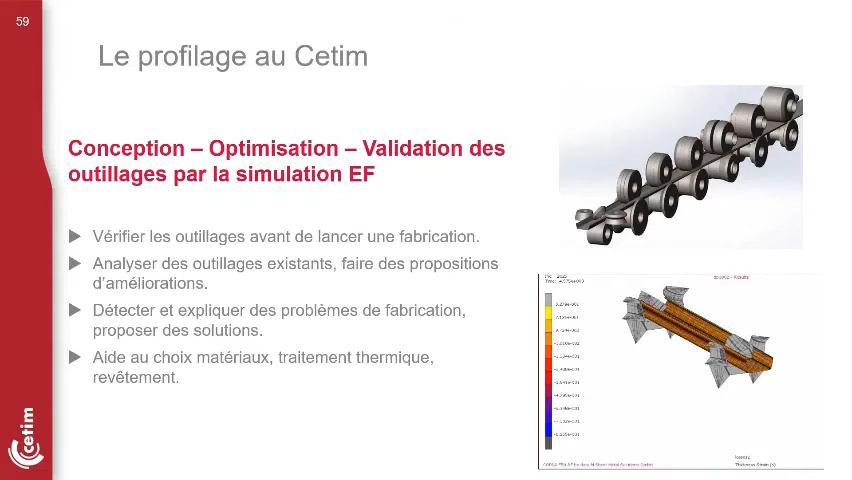 59
Le profilage au Cetim
Conception – Optimisation – Validation des
outillages par la simulation EF
Vérifier les outillages avant de lancer une fabrication.
Analyser des outillages existants, faire des propositions
d’améliorations.
Détecter et expliquer des problèmes de fabrication,
proposer des solutions.
Aide au choix matériaux, traitement thermique,
revêtement.
cetim
Thickness Strain (s)